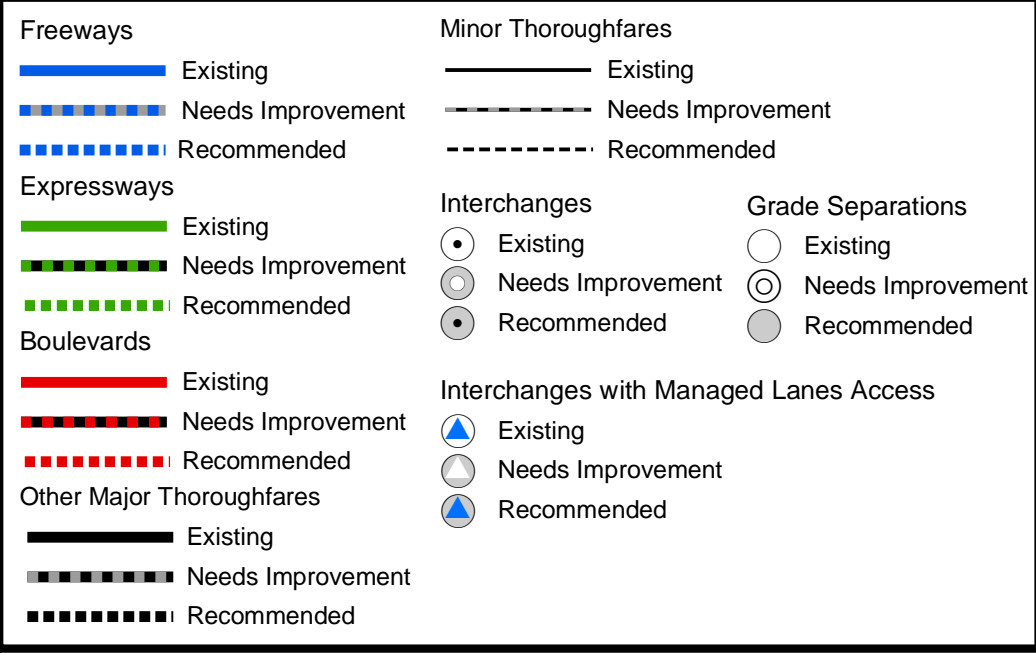 Freeways
Existing
Needs Improvement
Recommended
Expressways
Existing
Needs Improvement
Recommended
Boulevards
Existing
Needs Improvement
Recommended
Other Major Thoroughfares
Existing
Needs Improvement
Recommended
Minor Thoroughfares
Existing
Needs Improvement
Recommended
Interchanges
Existing
Needs Improvement
Recommended
Grade Separations
Existing
Needs Improvement
Recommended
Interchanges with Managed Lanes Access
Existing
Needs Improvement
Recommended